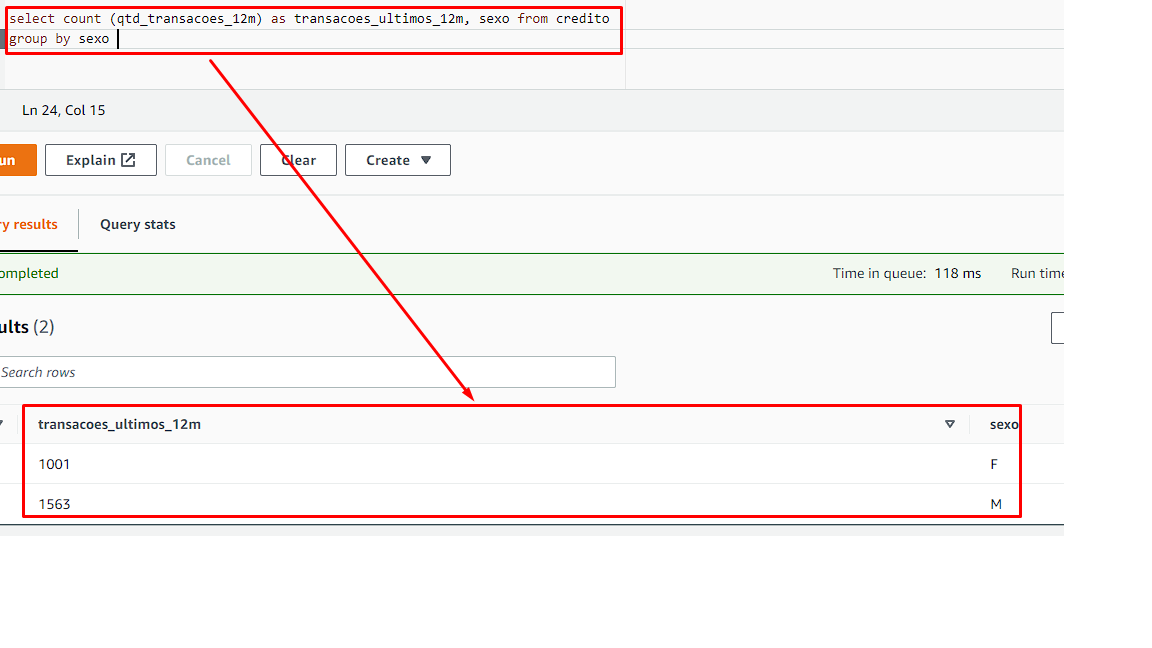 select count (qtd_transacoes_12m) as transacoes_ultimos_12m, sexo from credito
group by sexo
Ln 24, Col 15
un Explain Cancel Clear Create
ry results Query stats
ompleted Time in queue: 118 ms Run time
ults (2)
Search rows
transacoes_ultimos_12m sexo
1001 F
1563 M